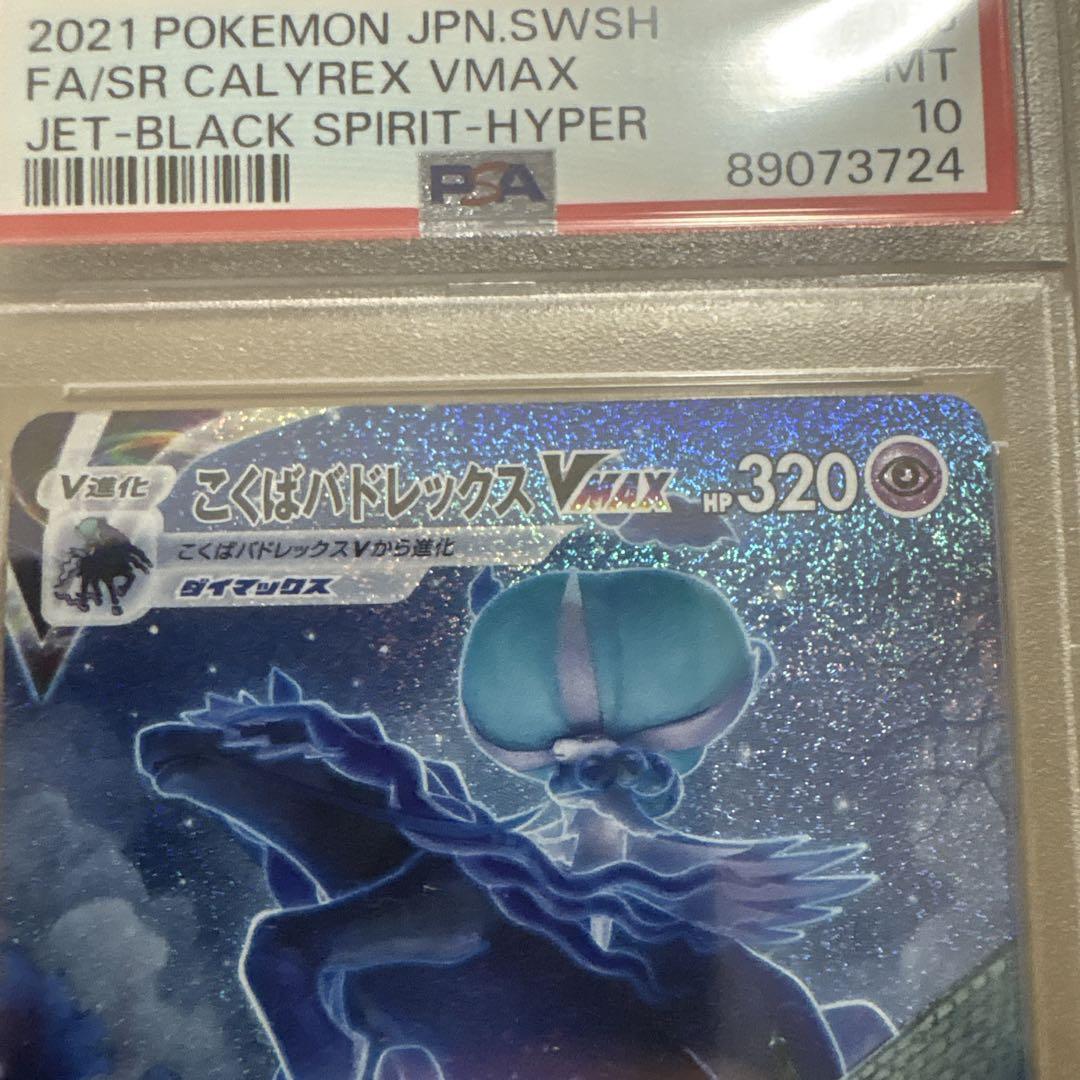 2021 POKEMON JPN.SWSH
FA/SR CALYREX VMAX
MT
JET-BLACK SPIRIT-HYPER
10
PSA
89073724
V進化
こくばバドレックスVMAX
HP320
こくばバドレックスVから進化
ダイマックス